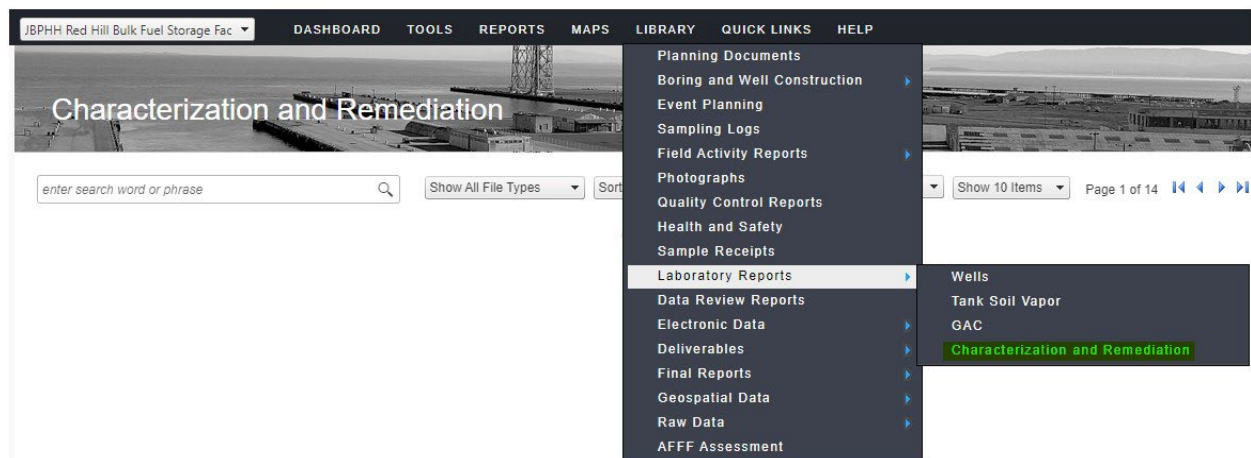 JBPHH Red Hill Bulk Fuel Storage Fac DASHBOARD TOOLS REPORTS MAPS LIBRARY QUICK LINKS HELP
Characterization and Remediation
enter search word or phrase Show All File Types Sort Show 10 Items Page 1 of 14
Planning Documents
Boring and Well Construction
Event Planning
Sampling Logs
Field Activity Reports
Photographs
Quality Control Reports
Health and Safety
Sample Receipts
Laboratory Reports
Data Review Reports
Electronic Data
Deliverables
Final Reports
Geospatial Data
Raw Data
AFFF Assessment
Wells
Tank Soil Vapor
GAC
Characterization and Remediation